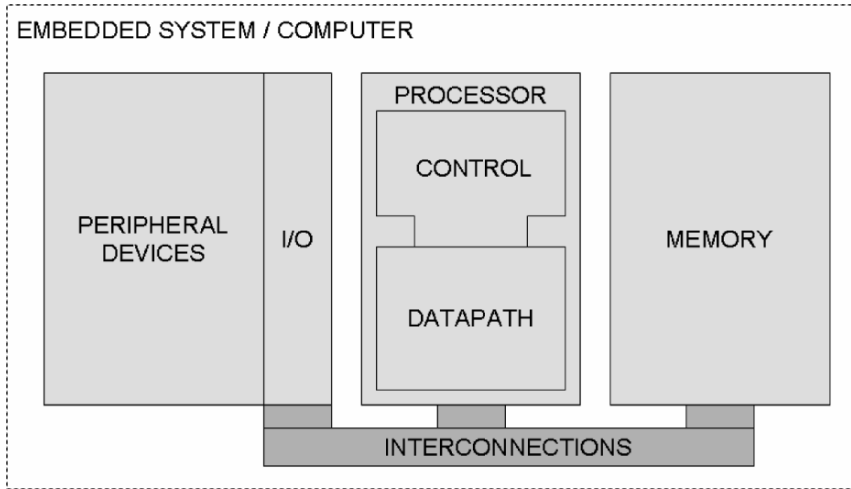 EMBEDDED SYSTEM / COMPUTER
PERIPHERAL
DEVICES
I/O
PROCESSOR
CONTROL
DATAPATH
MEMORY
INTERCONNECTIONS